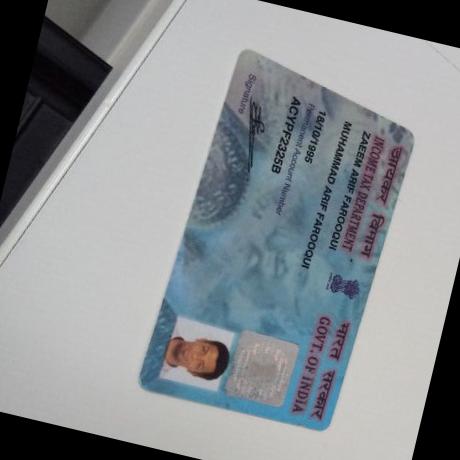 आयकर विभाग
INCOME TAX DEPARTMENT
भारत सरकार
GOVT. OF INDIA
ZAEEM ARIF FAROOQUI
MUHAMMAD ARIF FAROOQUI
18/10/1995
Permanent Account Number
ACYPF2325B
Signature